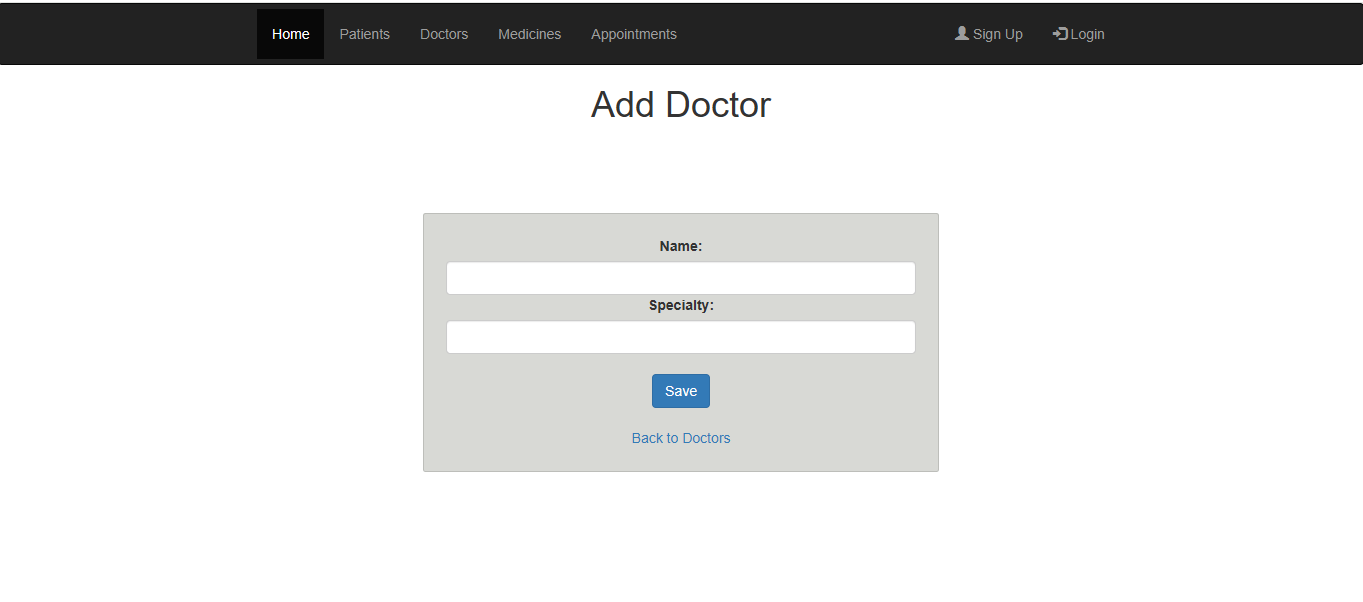 Home Patients Doctors Medicines Appointments Sign Up Login
Add Doctor
Name:
Specialty:
Save
Back to Doctors